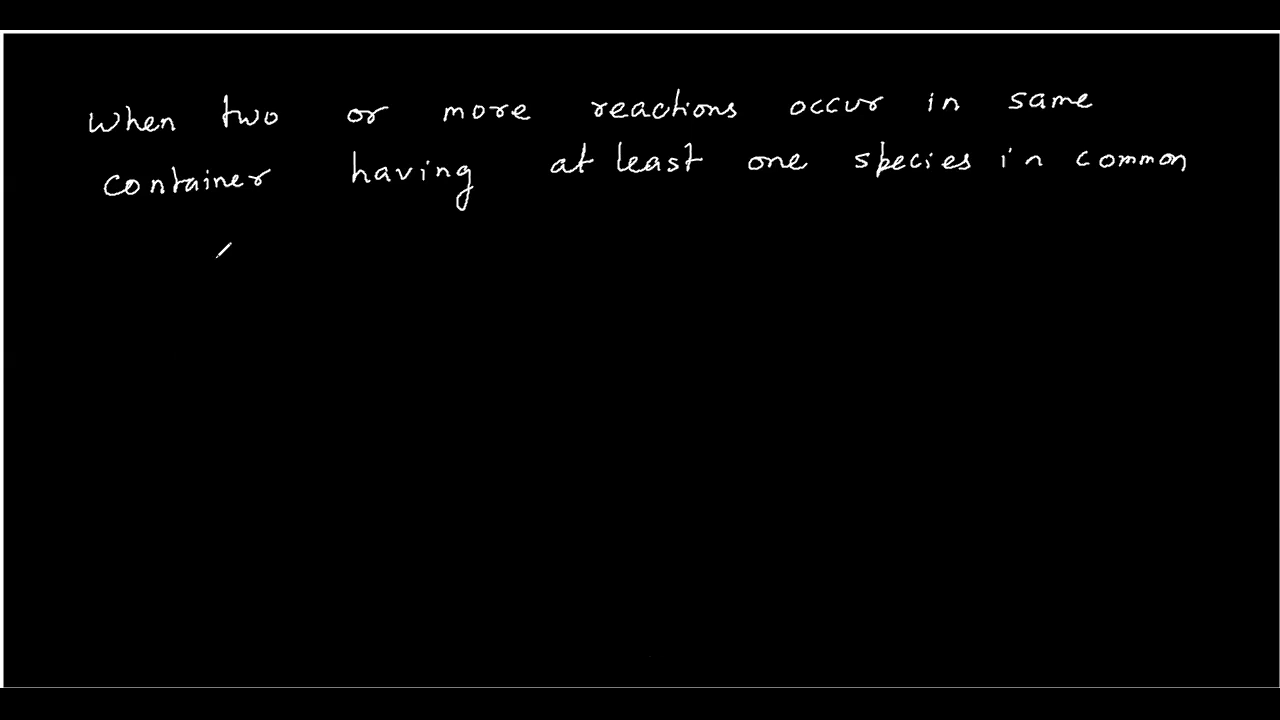 When two or more reactions occur in same
container having at least one species in common